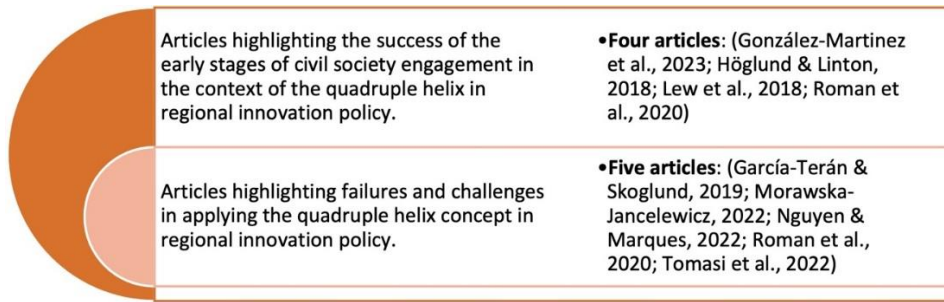 Articles highlighting the success of the
early stages of civil society engagement in
the context of the quadruple helix in
regional innovation policy.
•Four articles: (González-Martinez
et al., 2023; Höglund & Linton,
2018; Lew et al., 2018; Roman et
al., 2020)
Articles highlighting failures and challenges
in applying the quadruple helix concept in
regional innovation policy.
•Five articles: (García-Terán &
Skoglund, 2019; Morawska-
Jancelewicz, 2022; Nguyen &
Marques, 2022; Roman et al.,
2020; Tomasi et al., 2022)